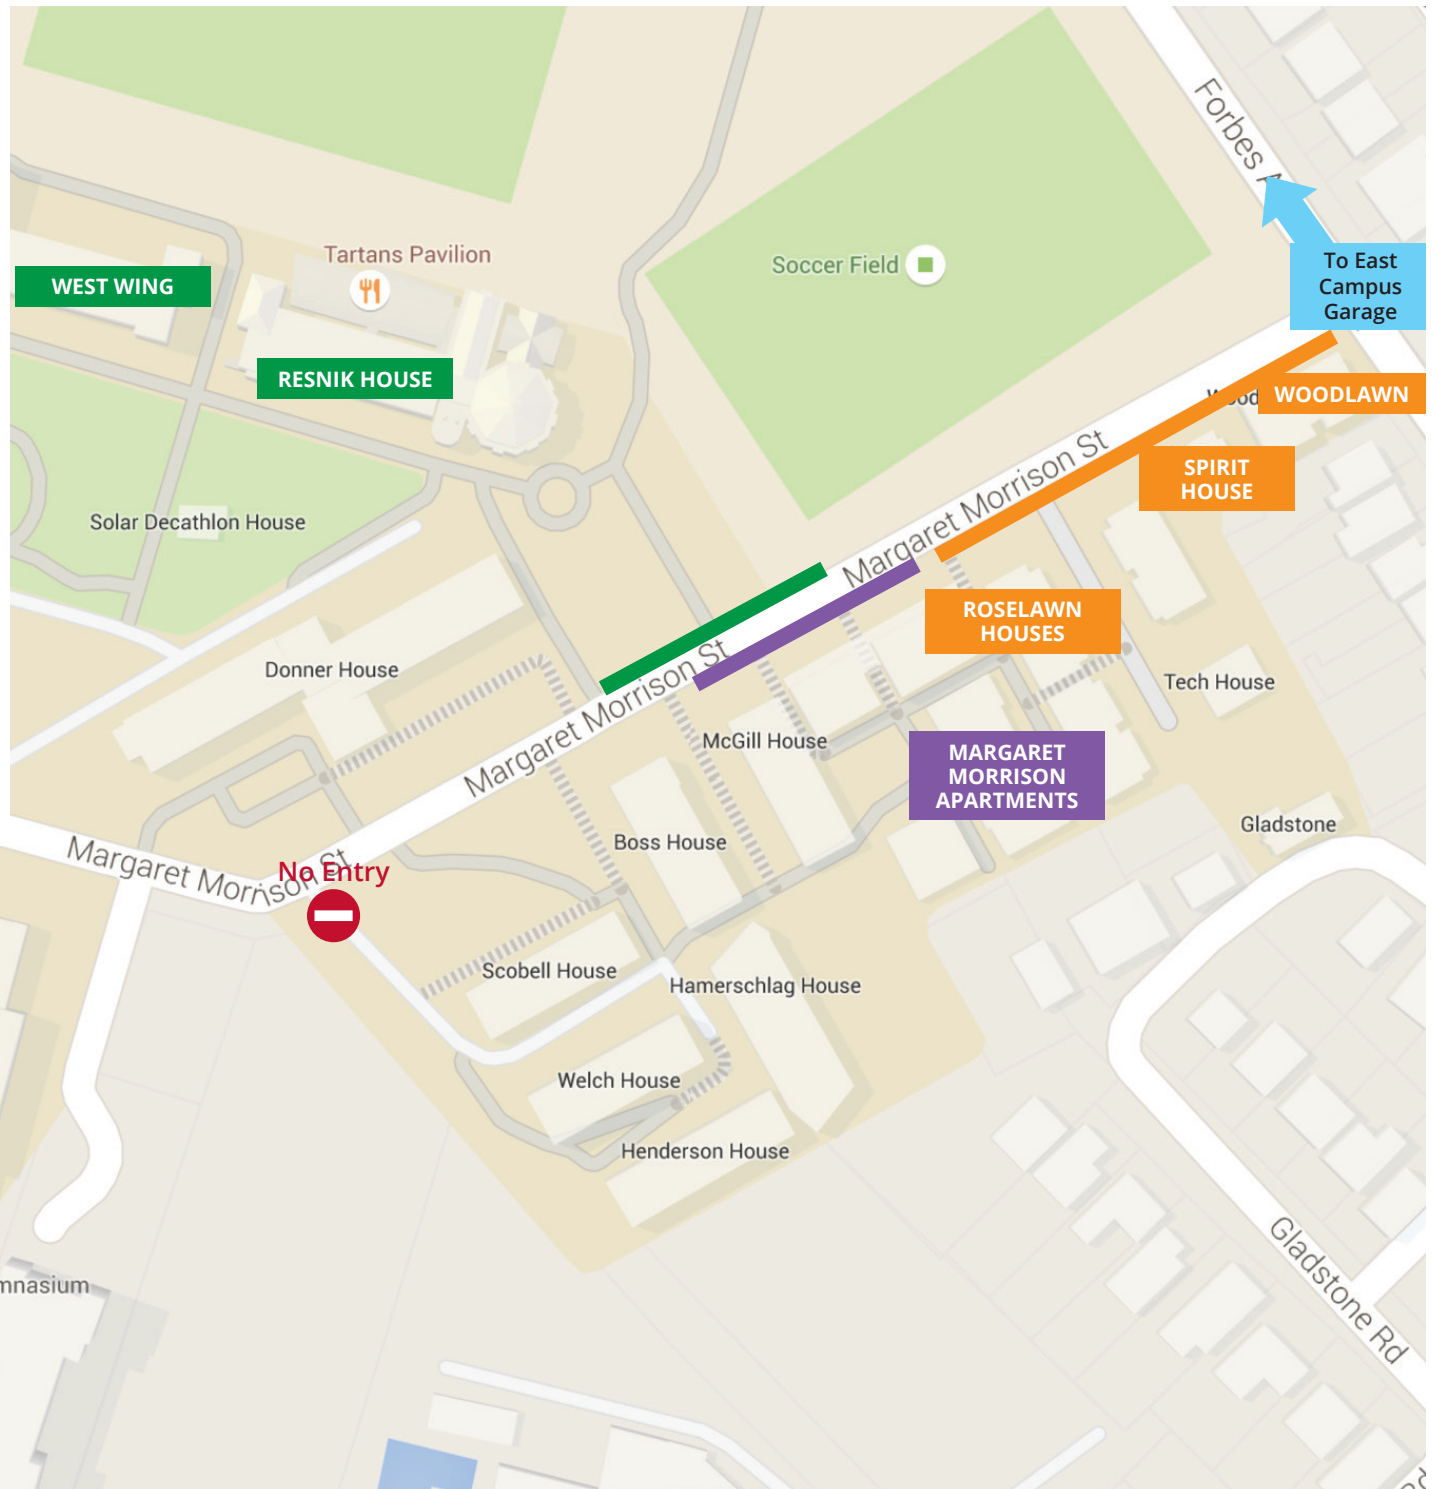 Forbes A
To East
Campus
Garage
Tartans Pavilion
Soccer Field
WEST WING
RESNIK HOUSE
WOODLAWN
SPIRIT
HOUSE
Margaret Morrison St
Solar Decathlon House
ROSELAWN
HOUSES
Donner House
Margaret Morrison St
Tech House
McGill House
MARGARET
MORRISON
APARTMENTS
Boss House
Gladstone
Margaret Morrison St
No Entry
Scobell House
Hamerschlag House
Welch House
Henderson House
Gladstone Rd
mnasium